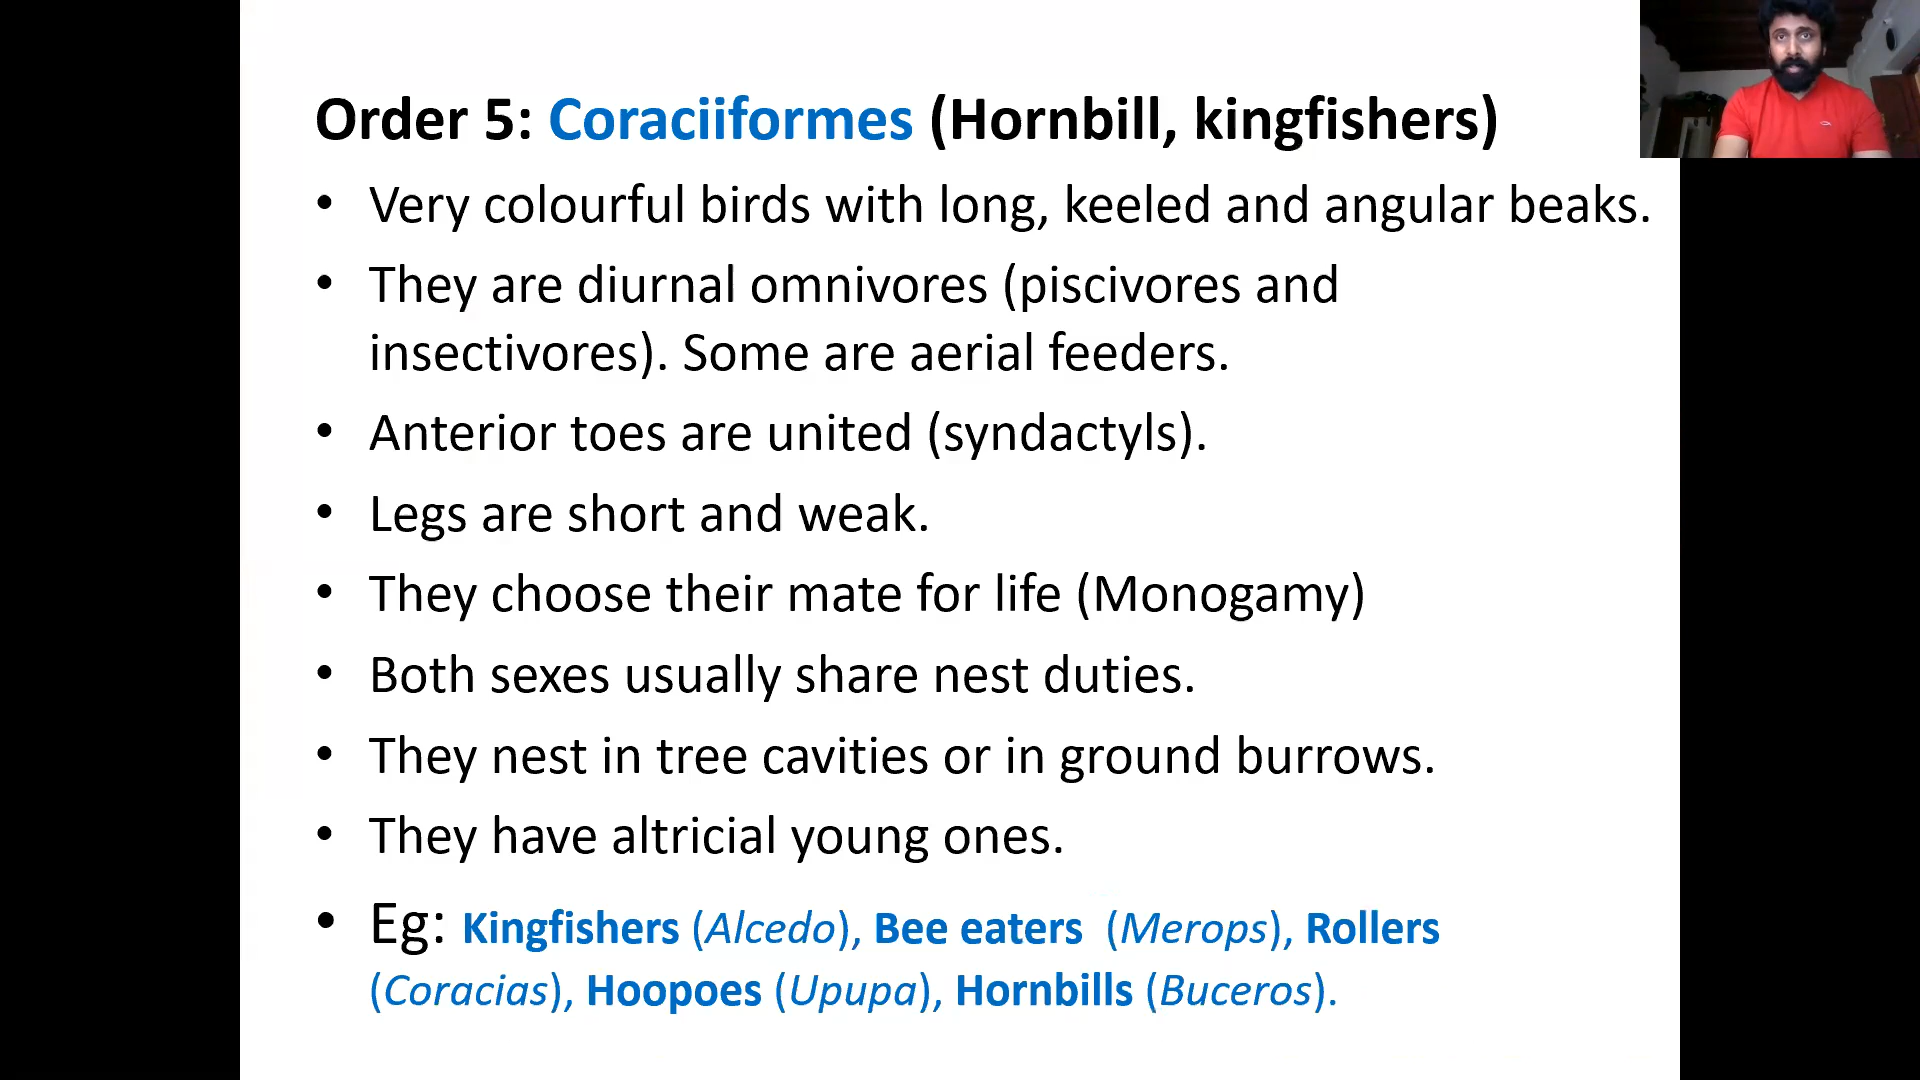 Order 5: Coraciiformes (Hornbill, kingfishers)
• Very colourful birds with long, keeled and angular beaks.
• They are diurnal omnivores (piscivores and
insectivores). Some are aerial feeders.
• Anterior toes are united (syndactyls).
• Legs are short and weak.
• They choose their mate for life (Monogamy)
• Both sexes usually share nest duties.
• They nest in tree cavities or in ground burrows.
• They have altricial young ones.
• Eg: Kingfishers (Alcedo), Bee eaters (Merops), Rollers
(Coracias), Hoopoes (Upupa), Hornbills (Buceros).